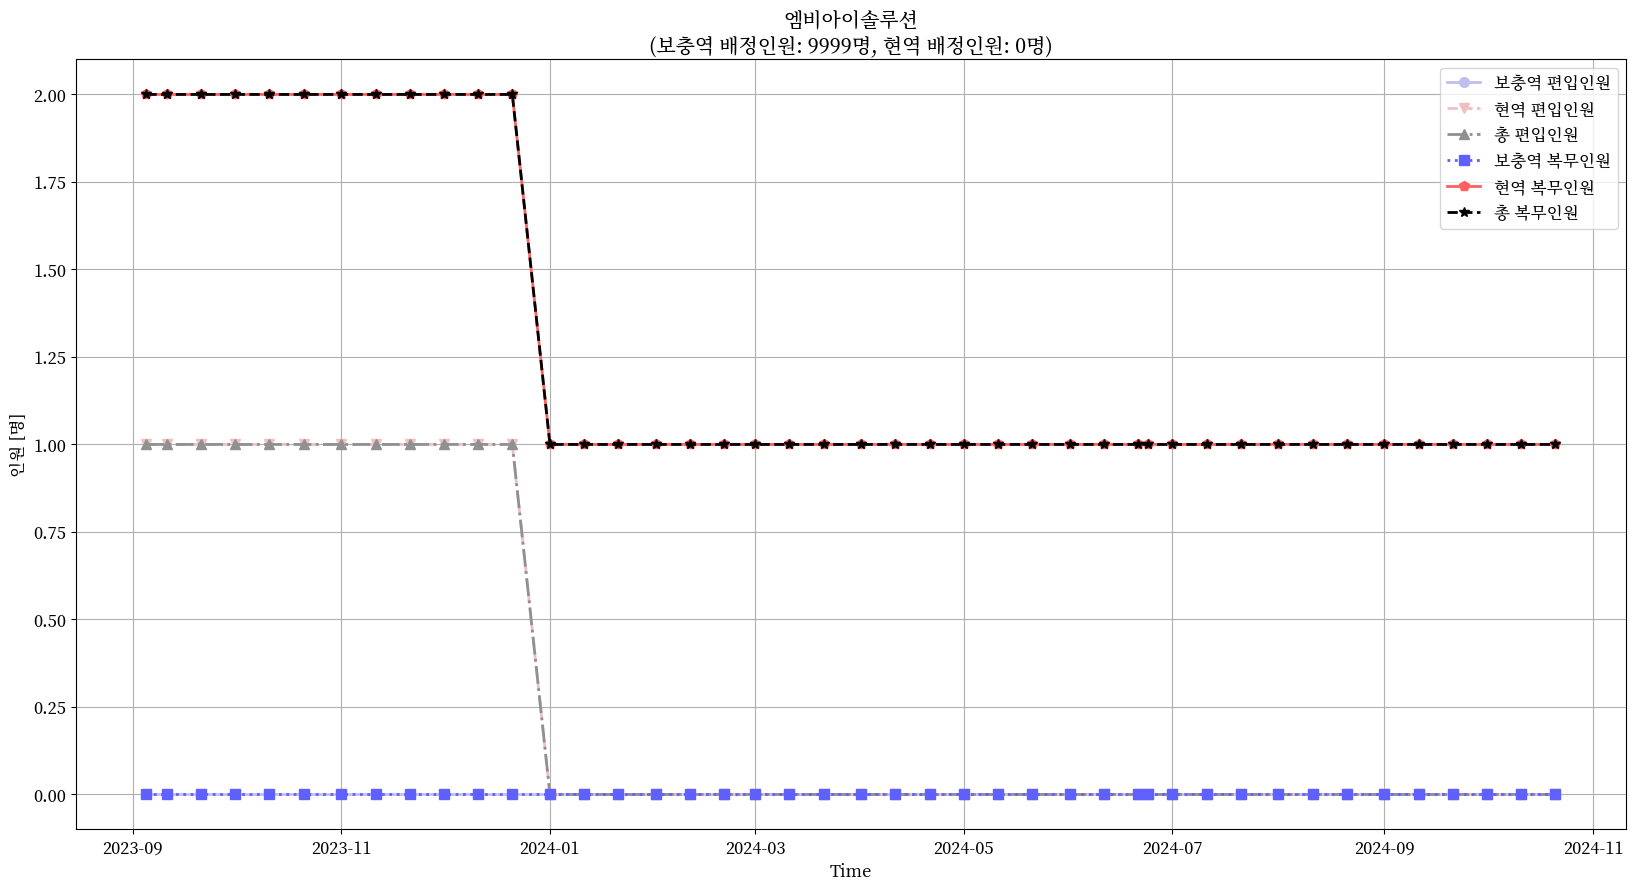 엠비아이솔루션
(보충역 배정인원: 9999명, 현역 배정인원: 0명)
보충역 편입인원
현역 편입인원
총 편입인원
보충역 복무인원
현역 복무인원
총 복무인원
인원 [명]
2.00
1.75
1.50
1.25
1.00
0.75
0.50
0.25
0.00
2023-09
2023-11
2024-01
2024-03
2024-05
2024-07
2024-09
2024-11
Time